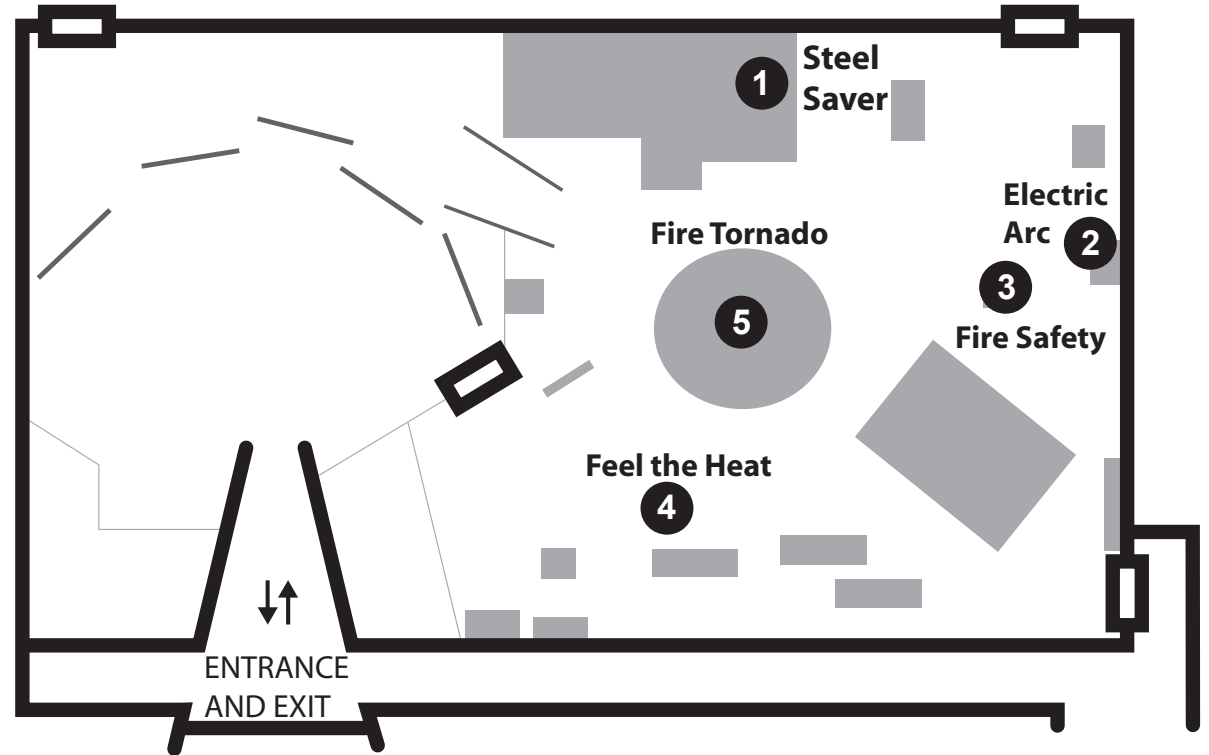 1
Steel
Saver
Electric
Arc
2
Fire Tornado
5
3
Fire Safety
Feel the Heat
4
ENTRANCE
AND EXIT